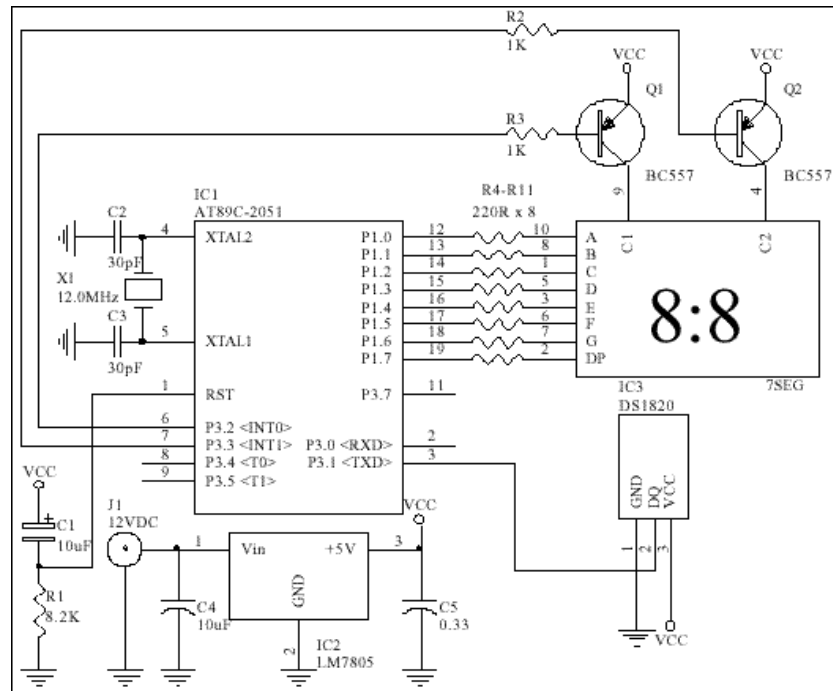 R2
1K
VCC
VCC
Q1
Q2
R3
1K
BC557
BC557
9
4
IC1
AT89C-2051
R4-R11
220R x 8
C2
30pF
4
XTAL2
X1
12.0MHz
C3
30pF
5
XTAL1
1
RST
6
P3.2 <INT0>
7
P3.3 <INT1>
8
P3.4 <T0>
9
P3.5 <T1>
P1.0
12
10
A
P1.1
13
8
B
P1.2
14
1
C
P1.3
15
5
D
P1.4
16
3
E
P1.5
17
6
F
P1.6
18
7
G
P1.7
19
2
DP
P3.7
11
P3.0 <RXD>
2
P3.1 <TXD>
3
C1
C2
8:8
7SEG
IC3
DS1820
GND
DQ
VCC
1
2
3
VCC
VCC
C1
+
10uF
R1
8.2K
J1
12VDC
1
Vin
+5V
3
GND
2
VCC
C4
10uF
IC2
LM7805
C5
0.33